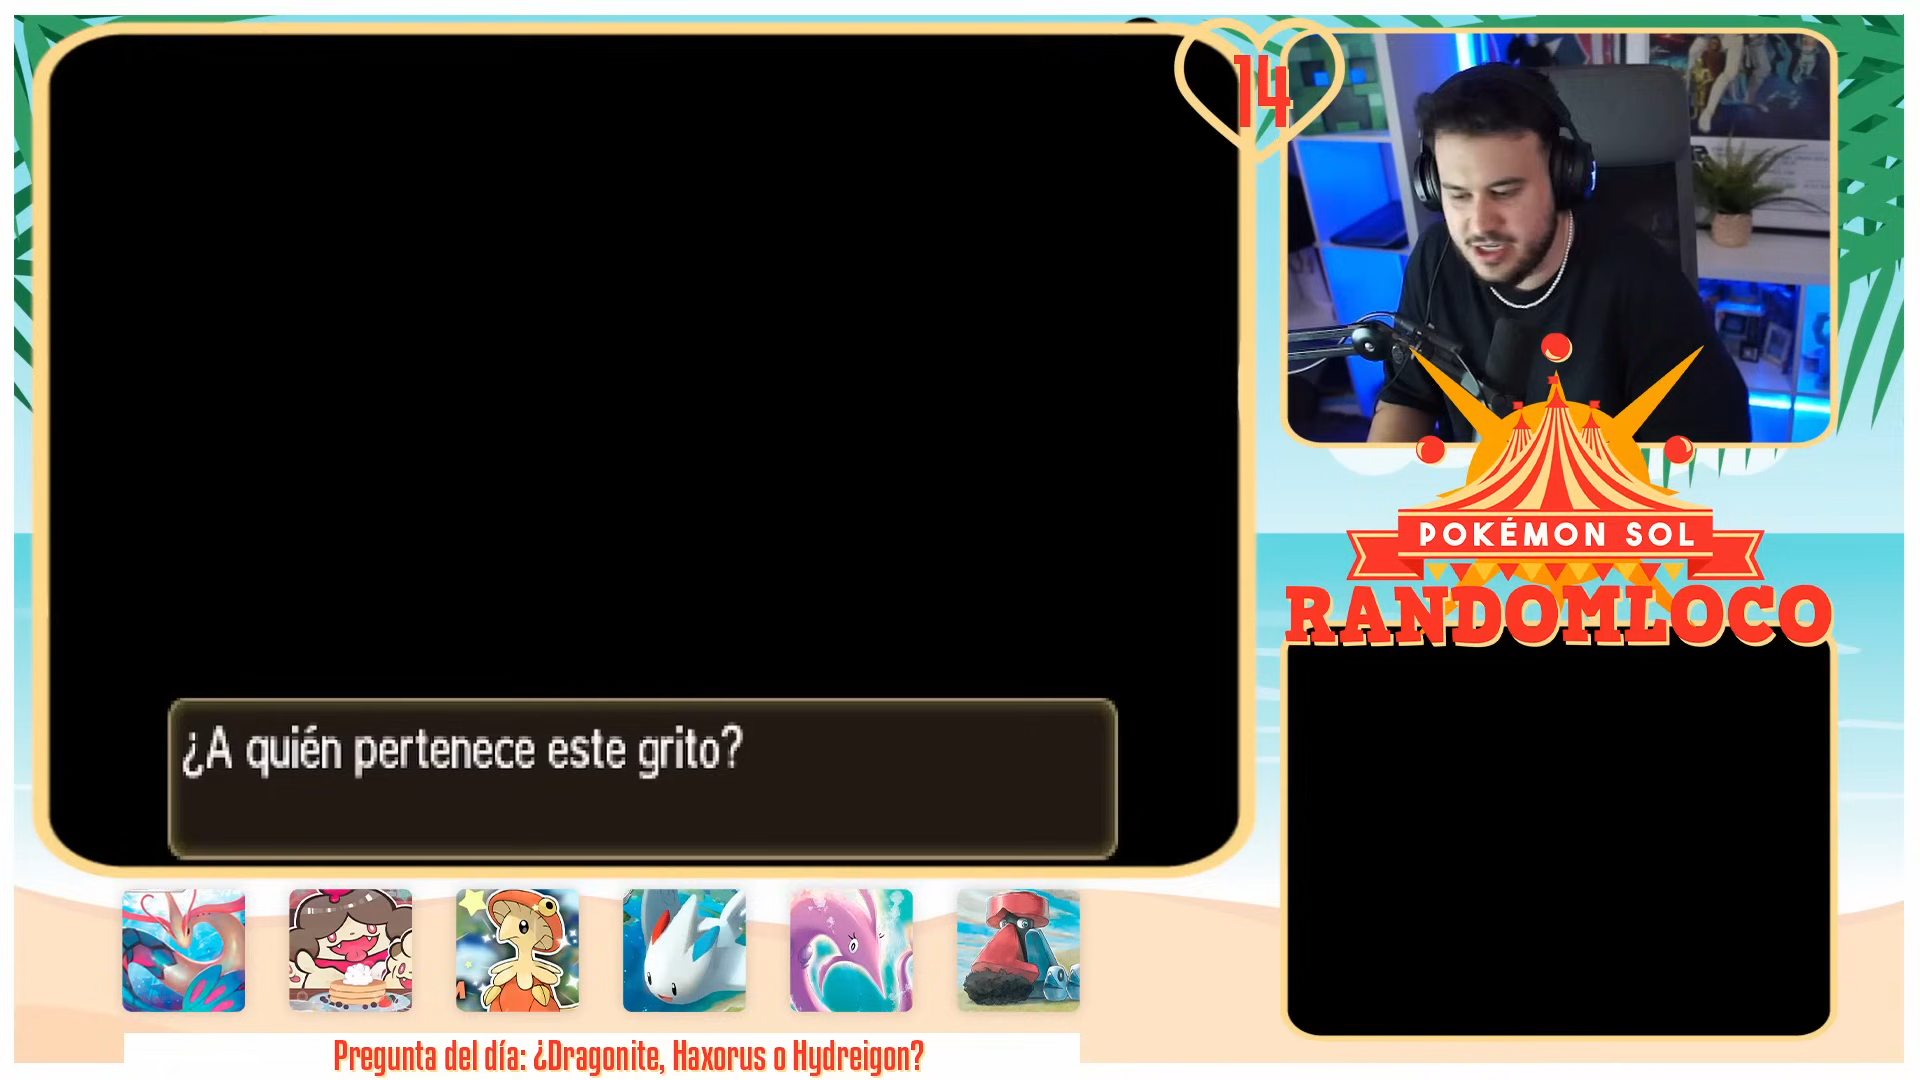 14
POKÉMON SOL
RANDOMLOCO
¿A quién pertenece este grito?
Pregunta del día: ¿Dragonite, Haxorus o Hydreigon?